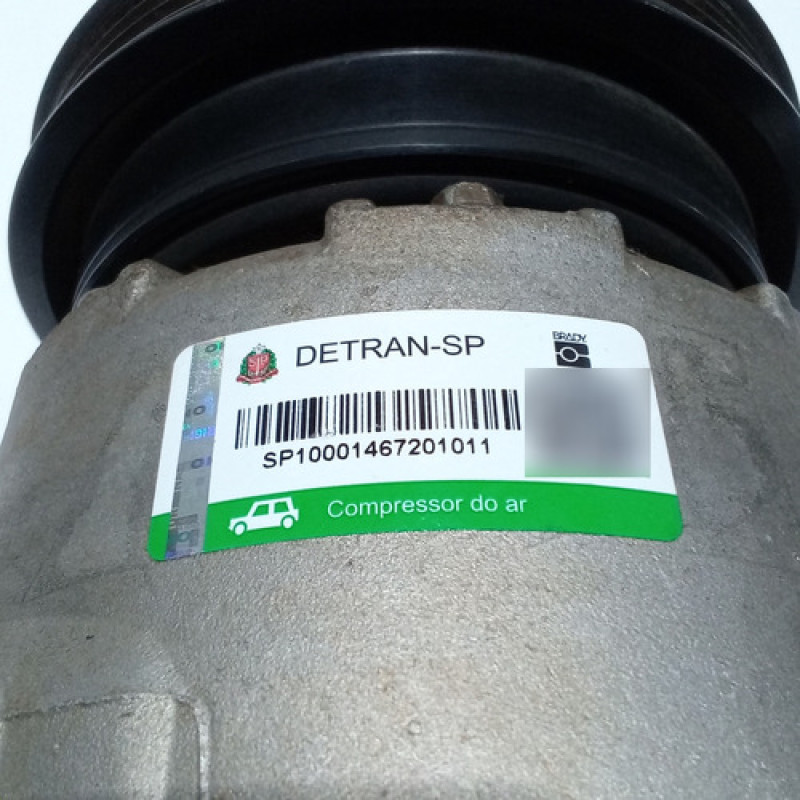 DETRAN-SP
BRADY
SP10001467201011
Compressor do ar